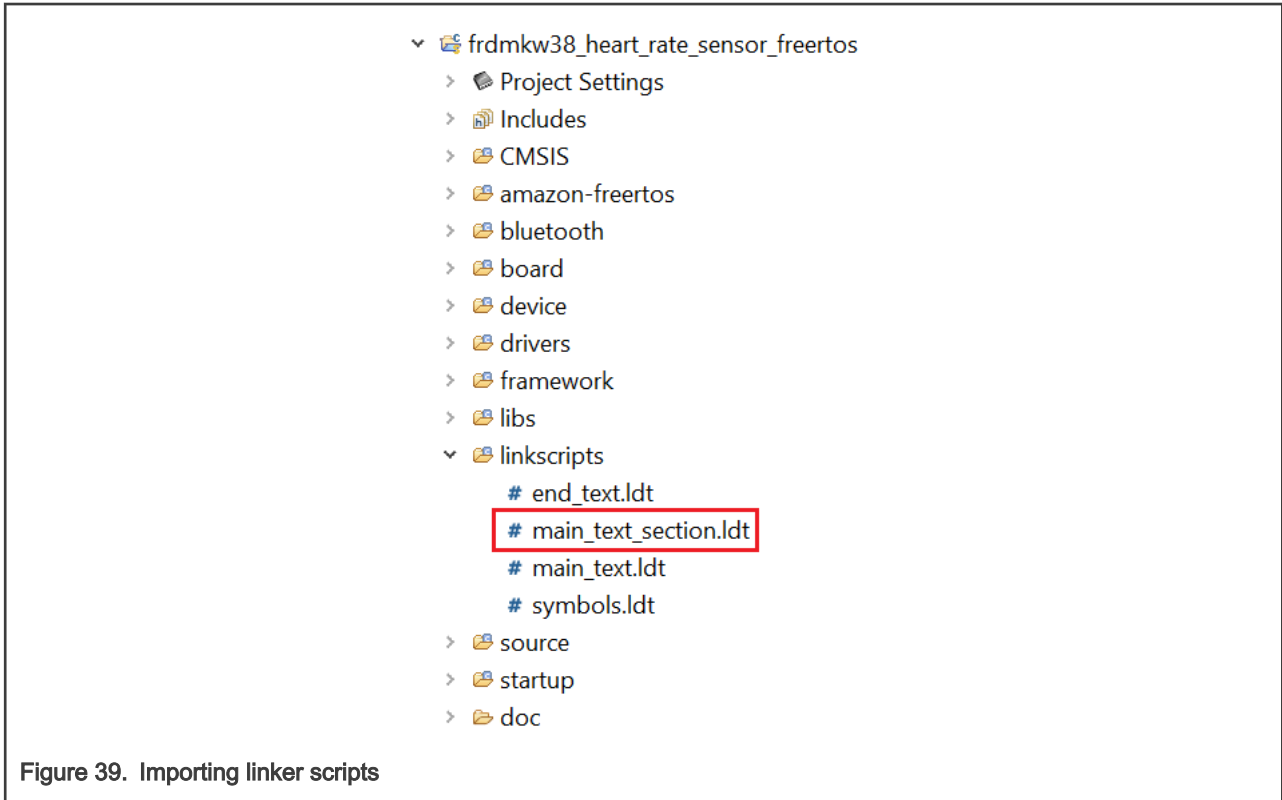 frdmkw38_heart_rate_sensor_freertos
Project Settings
Includes
CMSIS
amazon-freertos
bluetooth
board
device
drivers
framework
libs
linkscripts
# end_text.ldt
# main_text_section.ldt
# main_text.ldt
# symbols.ldt
source
startup
doc
Figure 39. Importing linker scripts